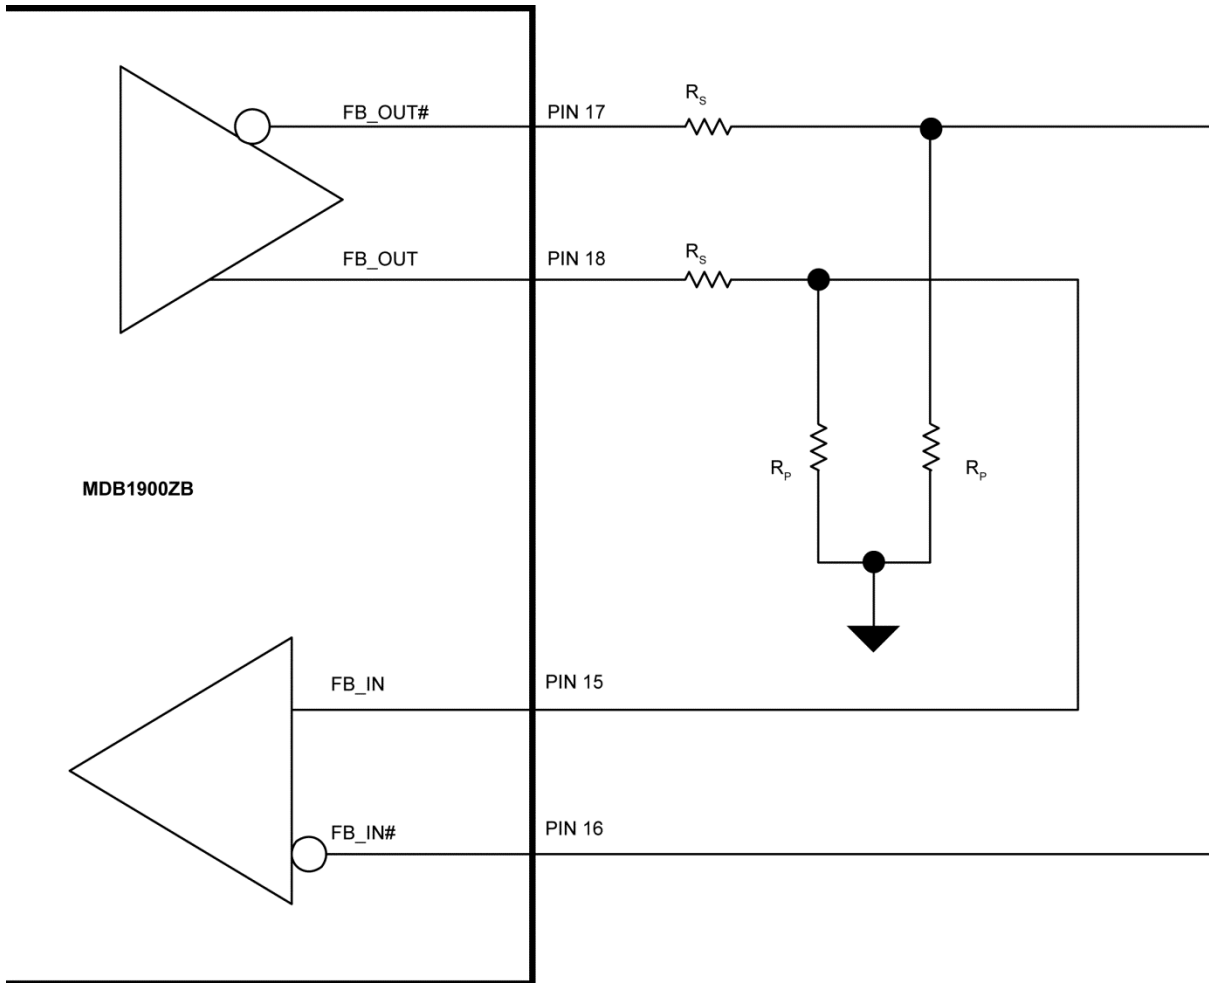 FB_OUT# PIN 17 RS
FB_OUT PIN 18 RS
RP RP
MDB1900ZB
FB_IN PIN 15
FB_IN# PIN 16